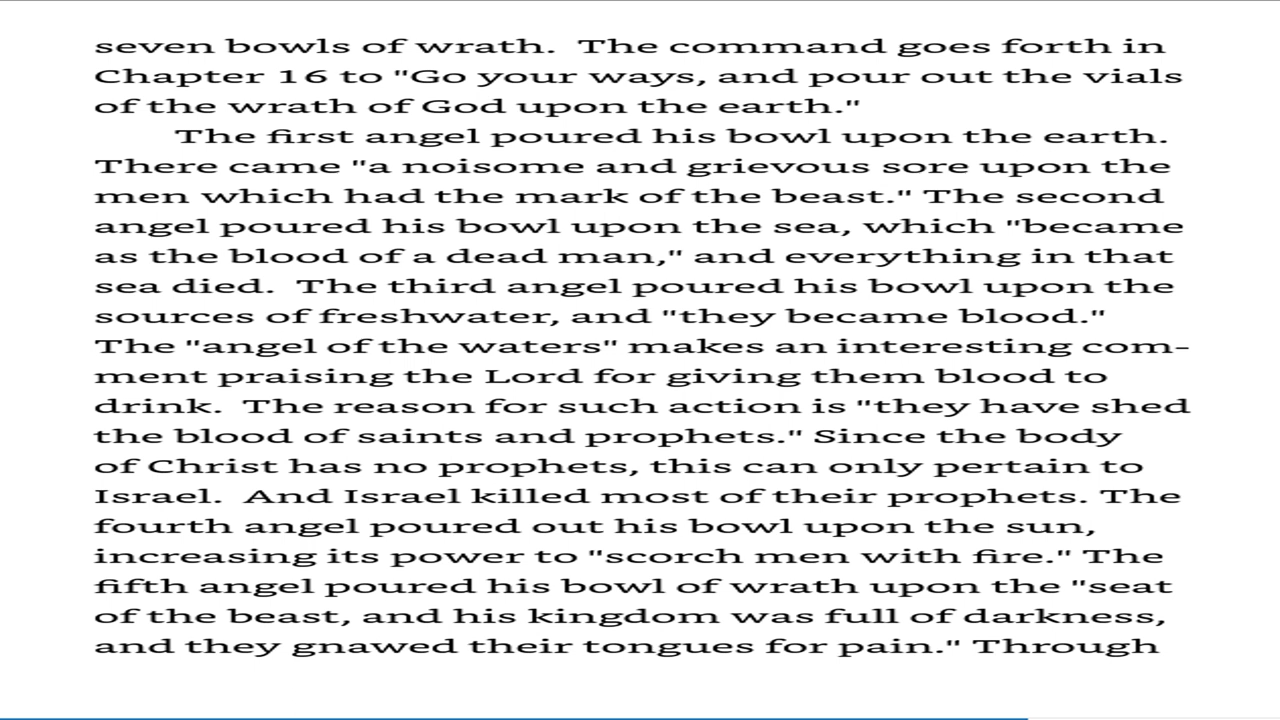 seven bowls of wrath.  The command goes forth in
Chapter 16 to "Go your ways, and pour out the vials
of the wrath of God upon the earth."
The first angel poured his bowl upon the earth.
There came "a noisome and grievous sore upon the
men which had the mark of the beast." The second
angel poured his bowl upon the sea, which "became
as the blood of a dead man," and everything in that
sea died.  The third angel poured his bowl upon the
sources of freshwater, and "they became blood."
The "angel of the waters" makes an interesting com-
ment praising the Lord for giving them blood to
drink.  The reason for such action is "they have shed
the blood of saints and prophets." Since the body
of Christ has no prophets, this can only pertain to
Israel.  And Israel killed most of their prophets. The
fourth angel poured out his bowl upon the sun,
increasing its power to "scorch men with fire." The
fifth angel poured his bowl of wrath upon the "seat
of the beast, and his kingdom was full of darkness,
and they gnawed their tongues for pain." Through